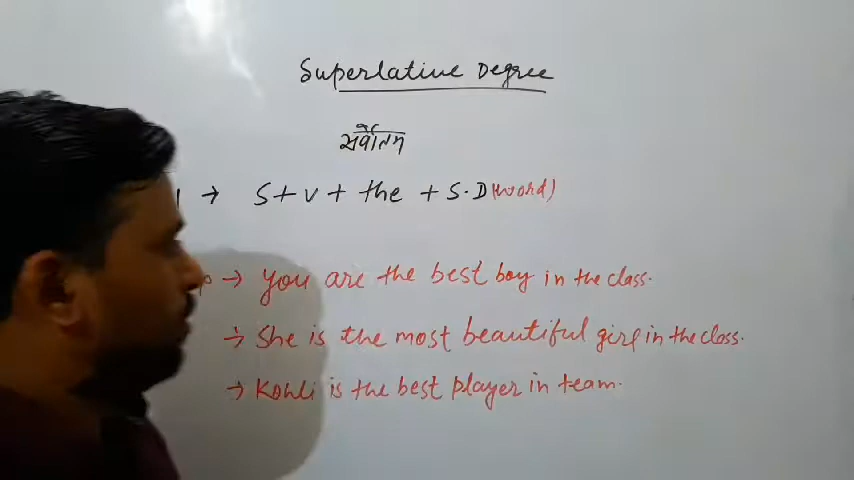 Superlative Degree
सर्वोत्तम
→ S + V + the + S.D (word)
→ You are the best boy in the class.
→ She is the most beautiful girl in the class.
→ Kohli is the best player in team.